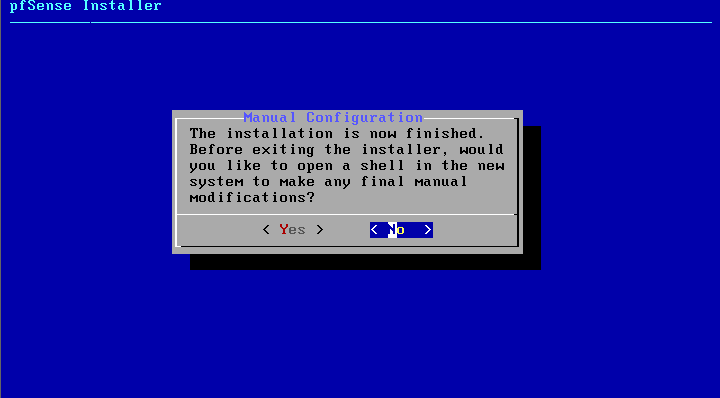 pfSense Installer
Manual Configuration
The installation is now finished.
Before exiting the installer, would
you like to open a shell in the new
system to make any final manual
modifications?
< Yes > < No >